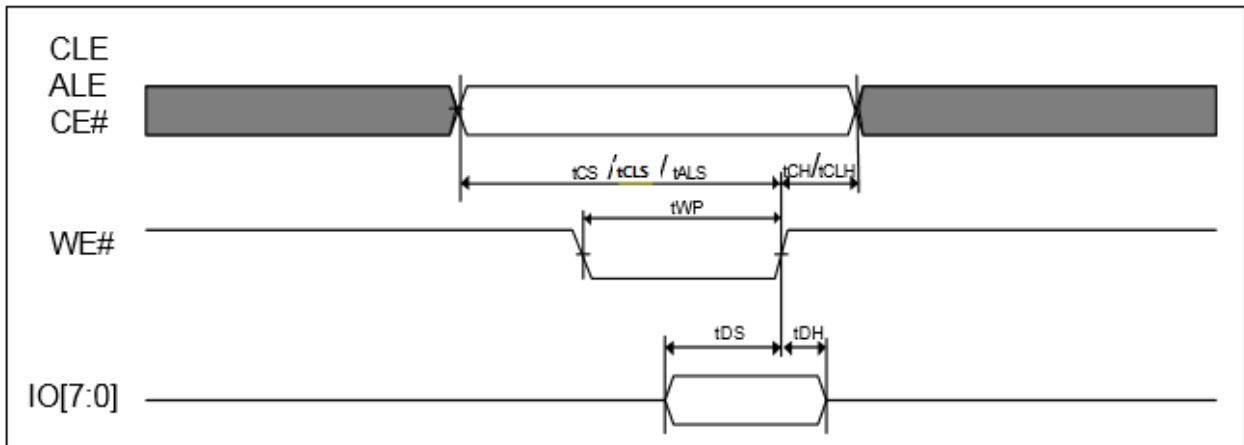 CLE
ALE
CE#
tCS / tCLS / tALS
tCH/tCLH
tWP
WE#
tDS
tDH
IO[7:0]